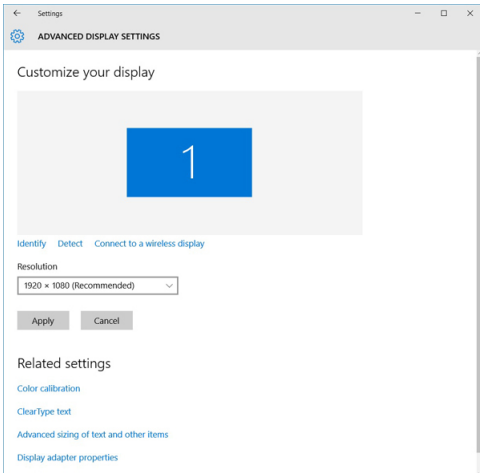 Settings
ADVANCED DISPLAY SETTINGS
Customize your display
1
Identify Detect Connect to a wireless display
Resolution
1920 × 1080 (Recommended)
Apply Cancel
Related settings
Color calibration
ClearType text
Advanced sizing of text and other items
Display adapter properties